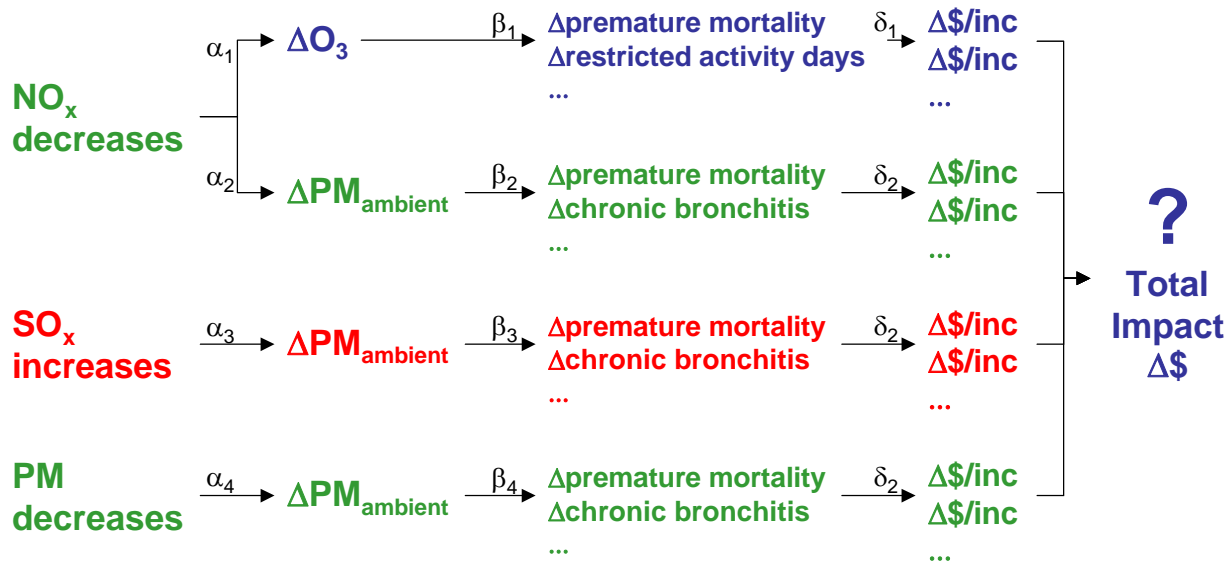 NOx decreases
α1
ΔO3
β1
Δpremature mortality
Δrestricted activity days
...
δ1
Δ$/inc
Δ$/inc
...
α2
ΔPMambient
β2
Δpremature mortality
Δchronic bronchitis
...
δ2
Δ$/inc
Δ$/inc
...
SOx
increases
α3
ΔPMambient
β3
Δpremature mortality
Δchronic bronchitis
...
δ2
Δ$/inc
Δ$/inc
...
PM
decreases
α4
ΔPMambient
β4
Δpremature mortality
Δchronic bronchitis
...
δ2
Δ$/inc
Δ$/inc
...
?
Total
Impact
Δ$